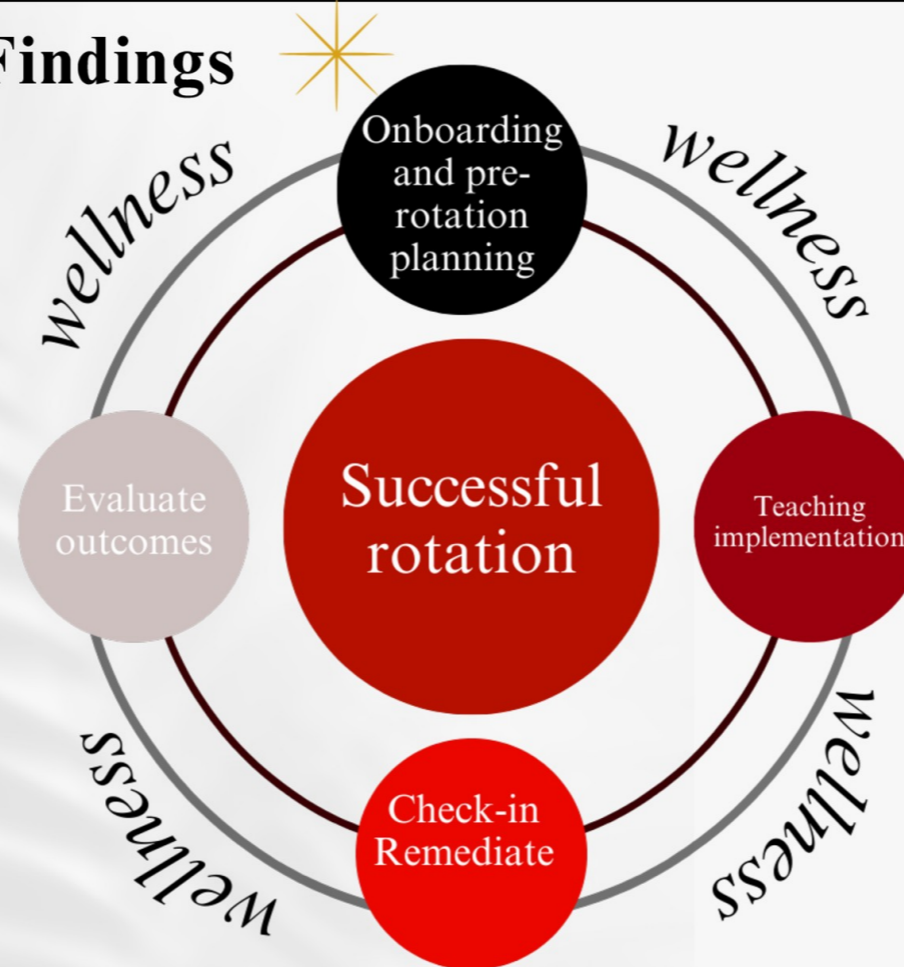 Findings
wellness
wellness
Onboarding
and pre-
rotation
planning
Evaluate
outcomes
Successful
rotation
Teaching
implementation
Check-in
Remediate
wellness
wellness